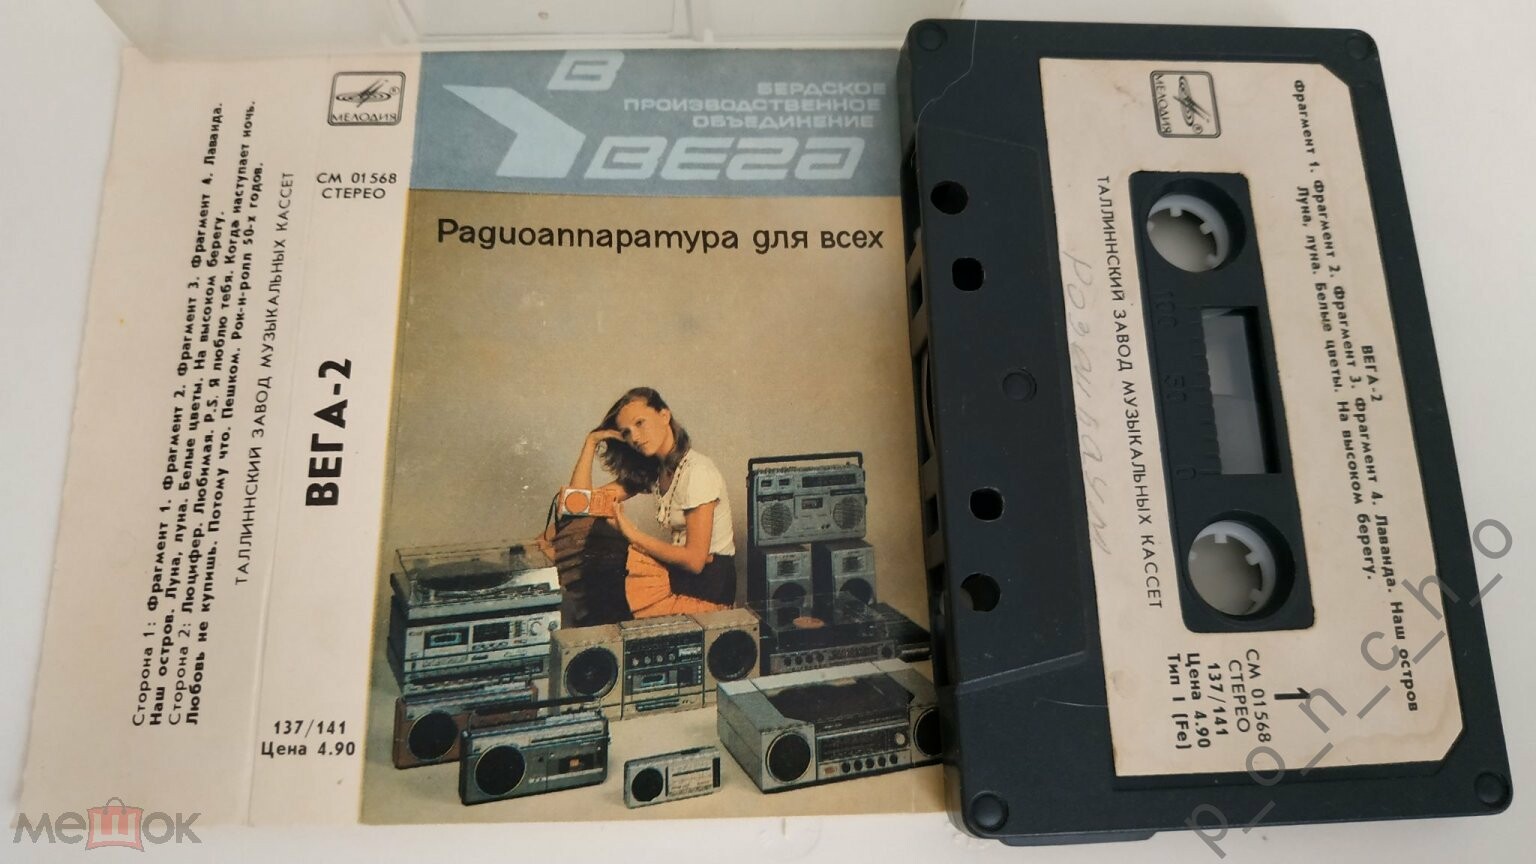 Сторона 1: Фрагмент 1. Фрагмент 2. Фрагмент 3. Фрагмент 4. Лаванда.
Наш остров. Луна, луна. Белые цветы. На высоком берегу.
Сторона 2: Люцифер. Любимая. P.S. Я люблю тебя. Когда наступает ночь.
Любовь не купишь. Потому что. Пешком. Рок-н-ролл 50-х годов.
ТАЛЛИННСКИЙ ЗАВОД МУЗЫКАЛЬНЫХ КАССЕТ
МЕЛОДИЯ
СМ 01568
СТЕРЕО
ВЕГА-2
137/141
Цена 4.90
В
БЕРДСКОЕ
ПРОИЗВОДСТВЕННОЕ
ОБЪЕДИНЕНИЕ
ВЕГА
Радиоаппаратура для всех
МЕЛОДИЯ
ВЕГА-2
Фрагмент 1. Фрагмент 2. Фрагмент 3. Фрагмент 4. Лаванда. Наш остров
Луна, луна. Белые цветы. На высоком берегу.
100 50 0
ТАЛЛИННСКИЙ ЗАВОД МУЗЫКАЛЬНЫХ КАССЕТ
1
СМ 01568
СТЕРЕО
137/141
Цена 4.90
Тип I (Fe)
мешок
p_o_n_c_h_o